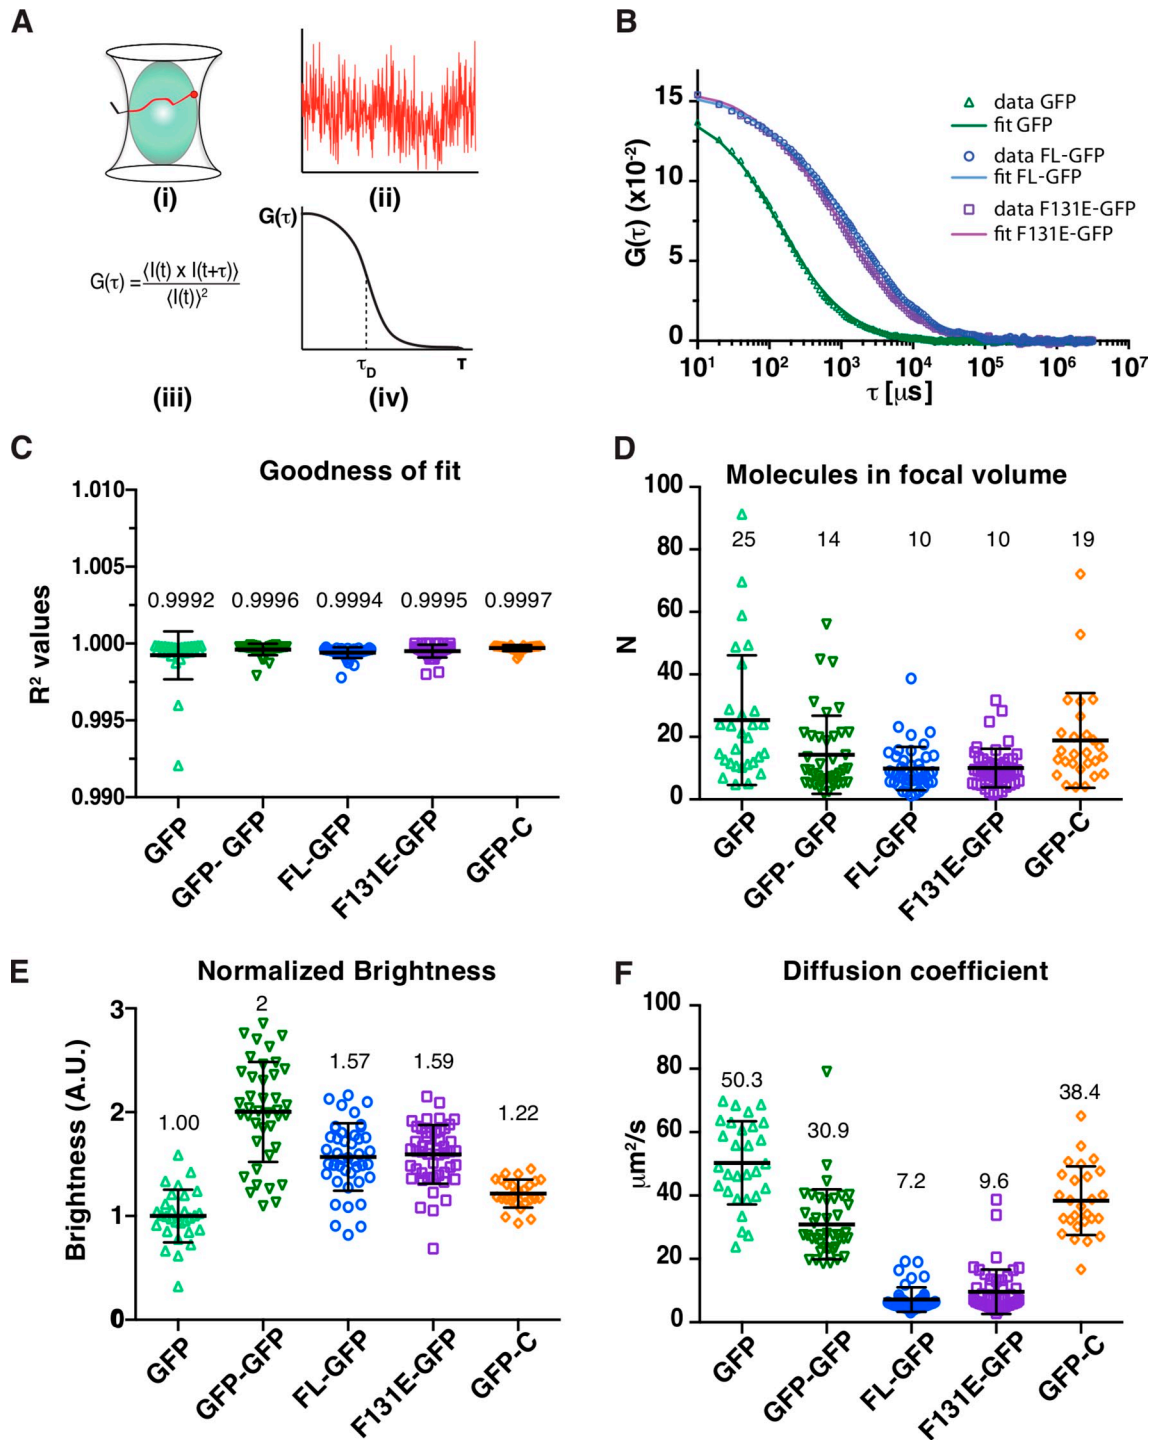 A
(i)
(ii)
G(τ) = ⟨I(t) x I(t+τ)⟩
⟨I(t)⟩²
(iii)
G(τ)
τD
τ
(iv)
B
G(τ) (x10⁻²)
15
10
5
0
10¹ 10² 10³ 10⁴ 10⁵ 10⁶ 10⁷
τ [µs]
data GFP
fit GFP
data FL-GFP
fit FL-GFP
data F131E-GFP
fit F131E-GFP
C
Goodness of fit
R² values
1.010
1.005
1.000
0.995
0.990
0.9992 0.9996 0.9994 0.9995 0.9997
GFP
GFP- GFP
FL-GFP
F131E-GFP
GFP-C
D
Molecules in focal volume
N
100
80
60
40
20
0
25 14 10 10 19
GFP
GFP- GFP
FL-GFP
F131E-GFP
GFP-C
E
Normalized Brightness
Brightness (A.U.)
3
2
1
0
1.00
2
1.57
1.59
1.22
GFP
GFP-GFP
FL-GFP
F131E-GFP
GFP-C
F
Diffusion coefficient
µm²/s
100
80
60
40
20
0
50.3
30.9
7.2
9.6
38.4
GFP
GFP-GFP
FL-GFP
F131E-GFP
GFP-C